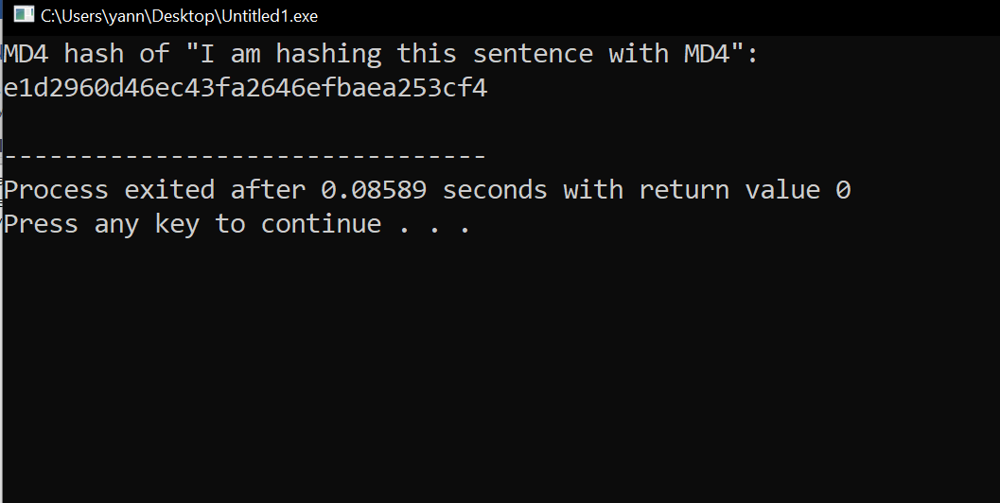 C:\Users\yann\Desktop\Untitled1.exe
MD4 hash of "I am hashing this sentence with MD4":
e1d2960d46ec43fa2646efbaea253cf4
--------------------------------
Process exited after 0.08589 seconds with return value 0
Press any key to continue . . .